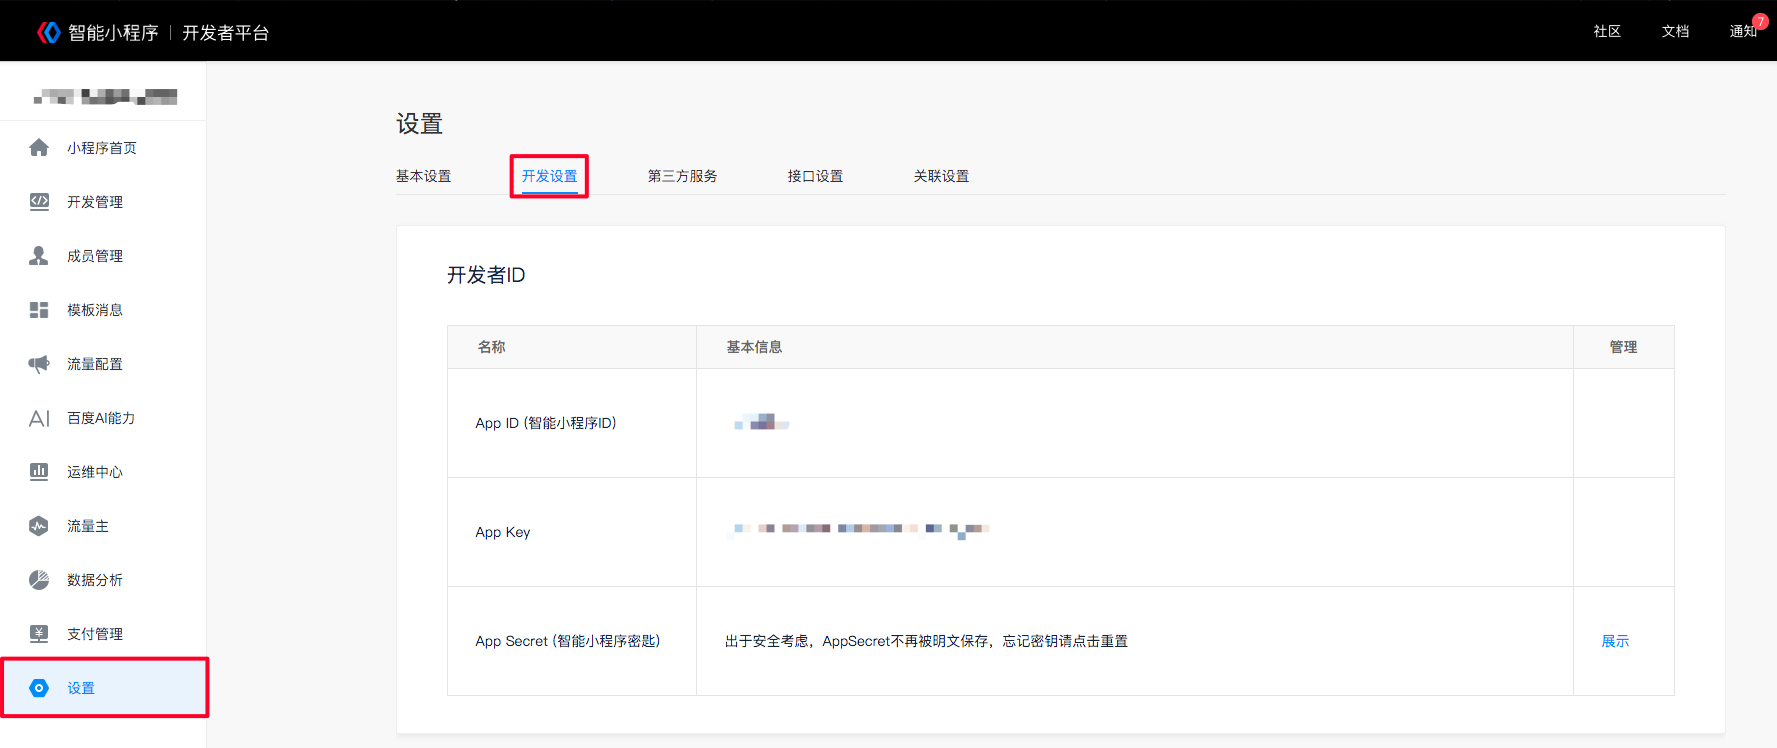 智能小程序 | 开发者平台
社区 文档 通知 7
小程序首页
开发管理
成员管理
模板消息
流量配置
AI 百度AI能力
运维中心
流量主
数据分析
支付管理
设置
设置
基本设置 开发设置 第三方服务 接口设置 关联设置
开发者ID
名称 基本信息 管理
App ID (智能小程序ID)
App Key
App Secret (智能小程序密匙) 出于安全考虑，AppSecret不再被明文保存，忘记密钥请点击重置 展示